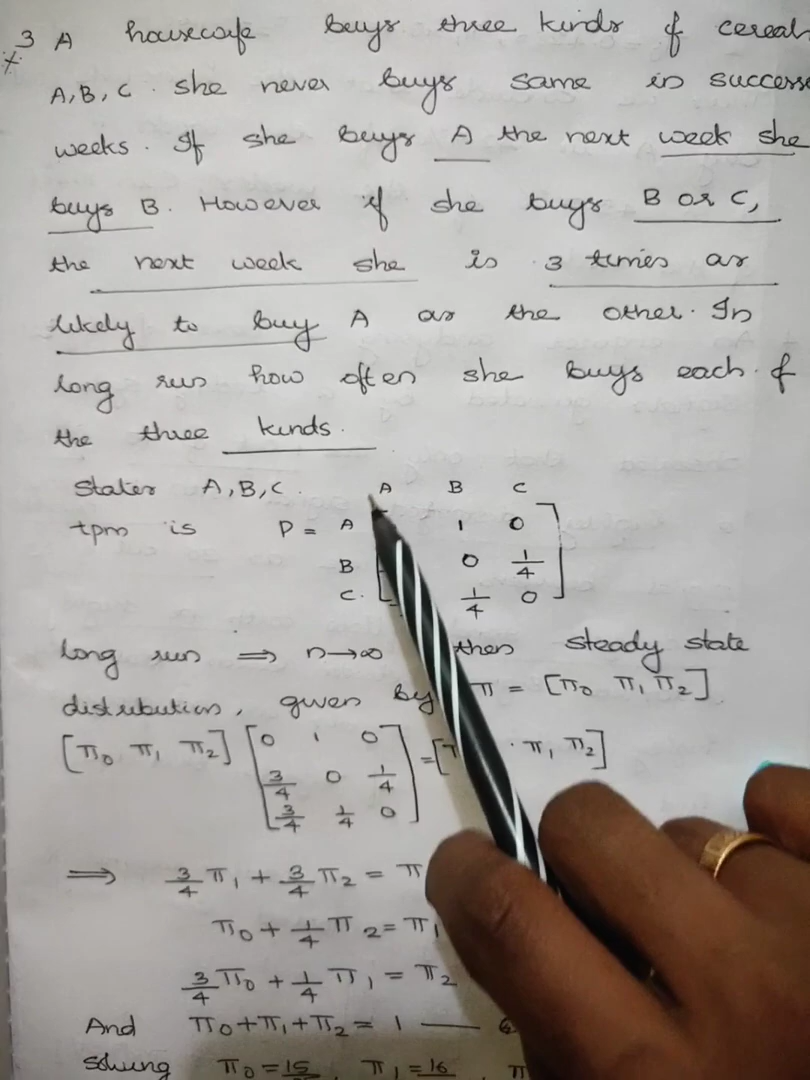 3 A housewife buys three kinds of cereals
A, B, C. she never buys same in success
weeks. If she buys A the next week she
buys B. However if she buys B or C,
the next week she is 3 times as
likely to buy A as the other. In
long run how often she buys each of
the three kinds.
States A, B, C. A B C
tpm is P = A 1 0
B 0 1/4
C. 1/4 0
long run ⇒ n→∞ then steady state
distribution, given by π = [π₀ π₁ π₂]
[π₀ π₁ π₂] [0 1 0 3/4 0 1/4 3/4 1/4 0] = [π π₁ π₂]
⇒ 3/4 π₁ + 3/4 π₂ = π
π₀ + 1/4 π₂ = π₁
3/4 π₀ + 1/4 π₁ = π₂
And π₀ + π₁ + π₂ = 1
Solving π₀ = 15 , π₁ = 16 , π